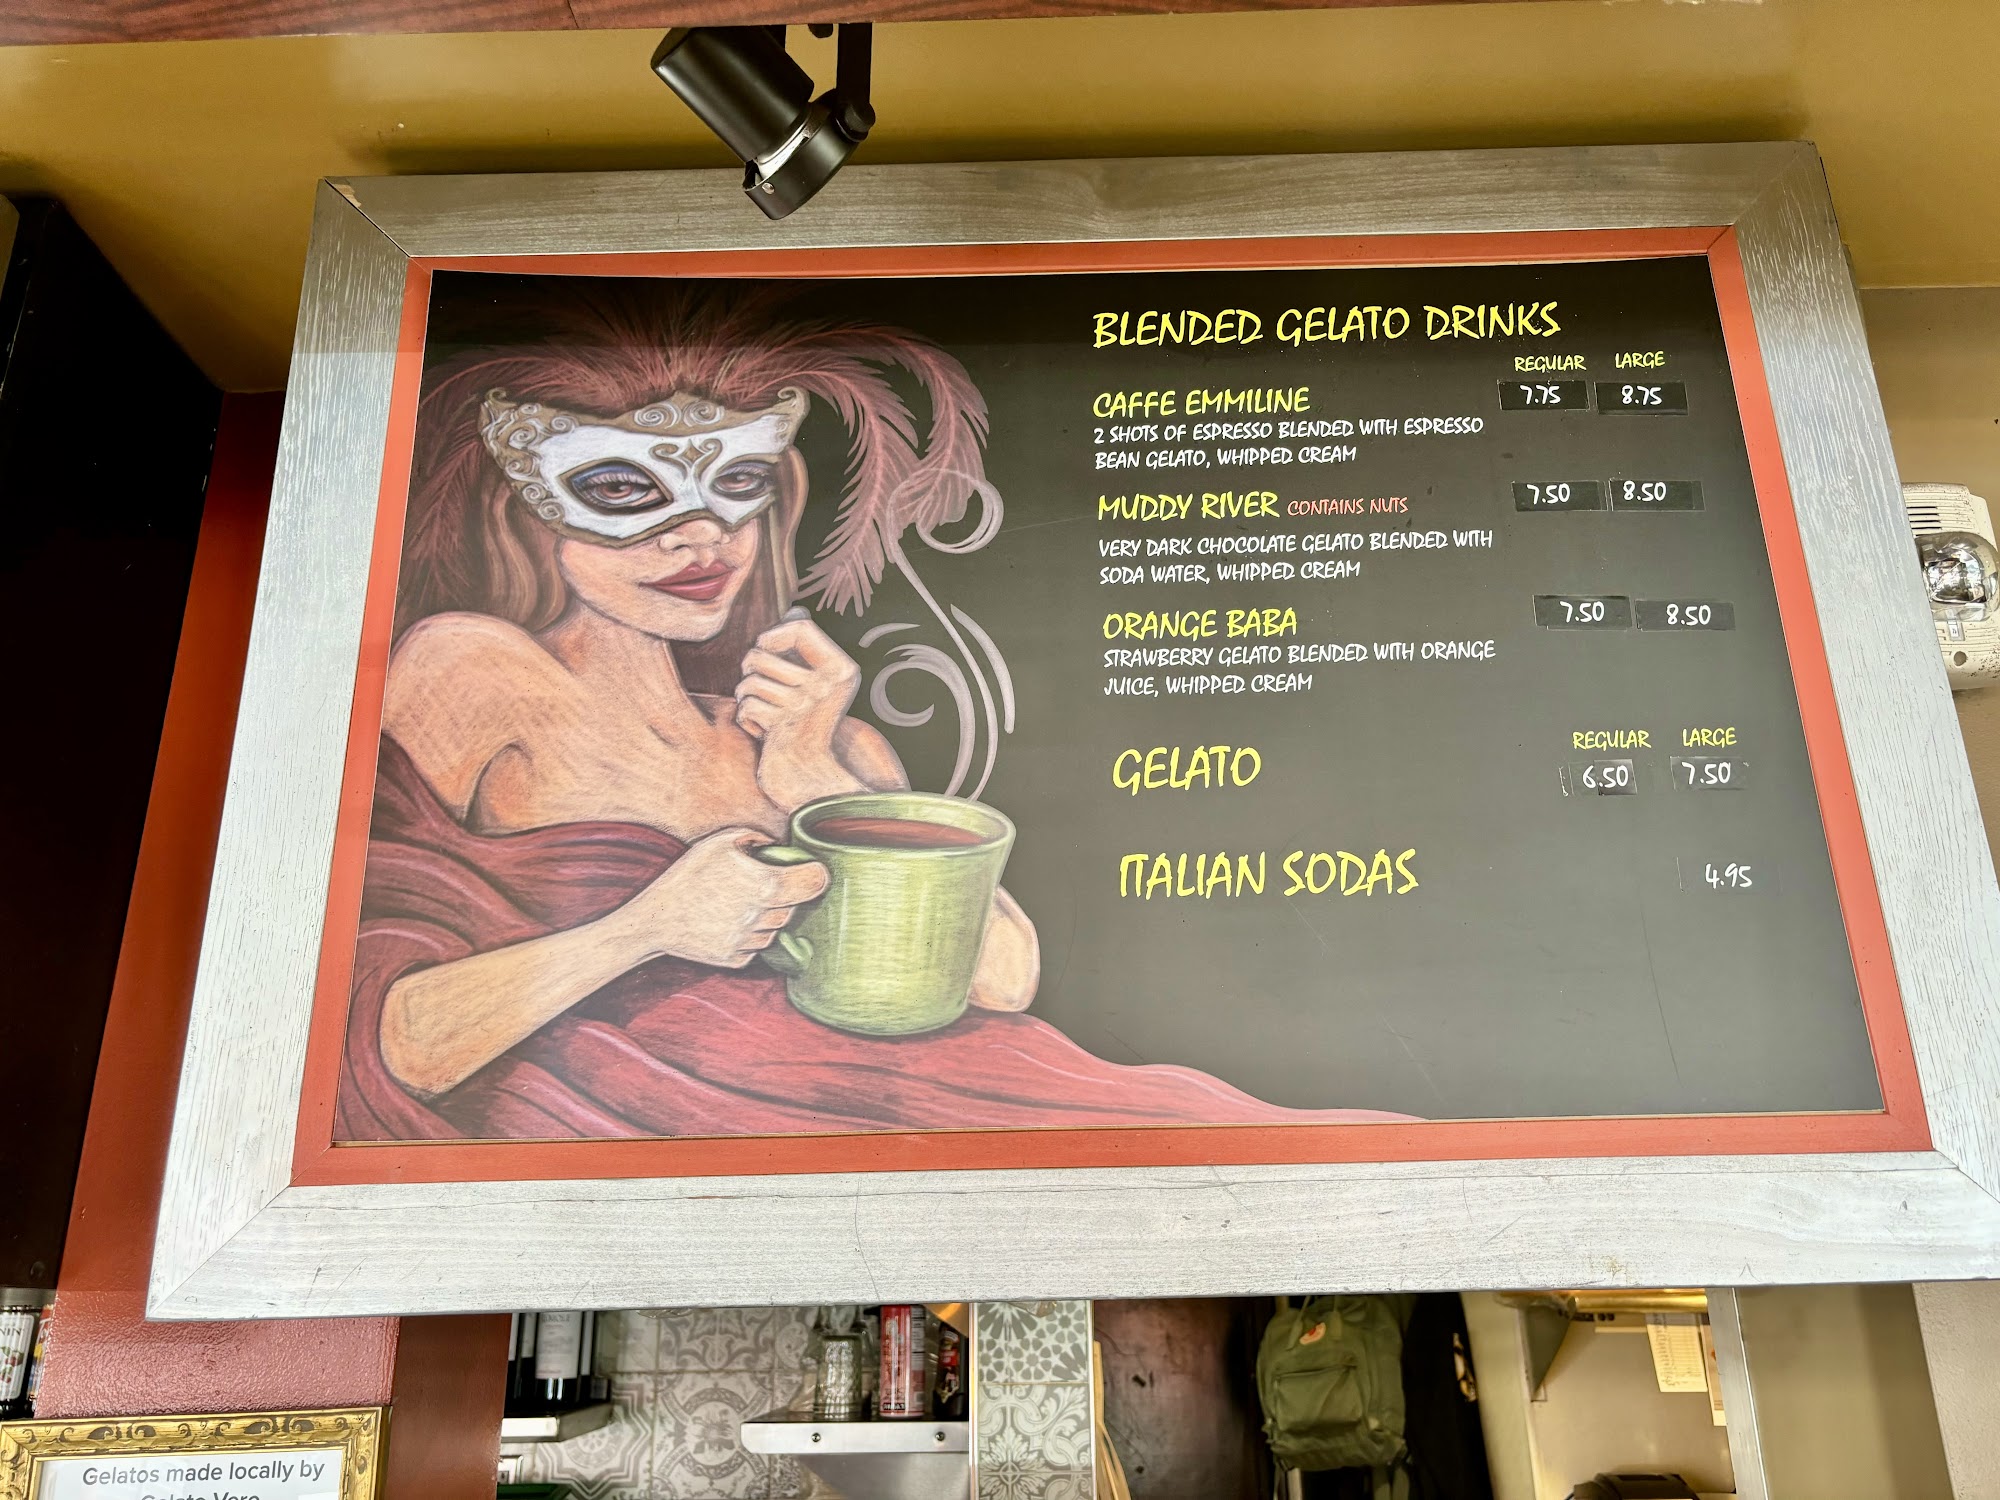 BLENDED GELATO DRINKS
REGULAR LARGE
CAFFE EMMILINE 7.75 8.75
2 SHOTS OF ESPRESSO BLENDED WITH ESPRESSO
BEAN GELATO, WHIPPED CREAM
MUDDY RIVER CONTAINS NUTS 7.50 8.50
VERY DARK CHOCOLATE GELATO BLENDED WITH
SODA WATER, WHIPPED CREAM
ORANGE BABA 7.50 8.50
STRAWBERRY GELATO BLENDED WITH ORANGE
JUICE, WHIPPED CREAM
REGULAR LARGE
GELATO 6.50 7.50
ITALIAN SODAS 4.95
Gelatos made locally by
Gelato Vero